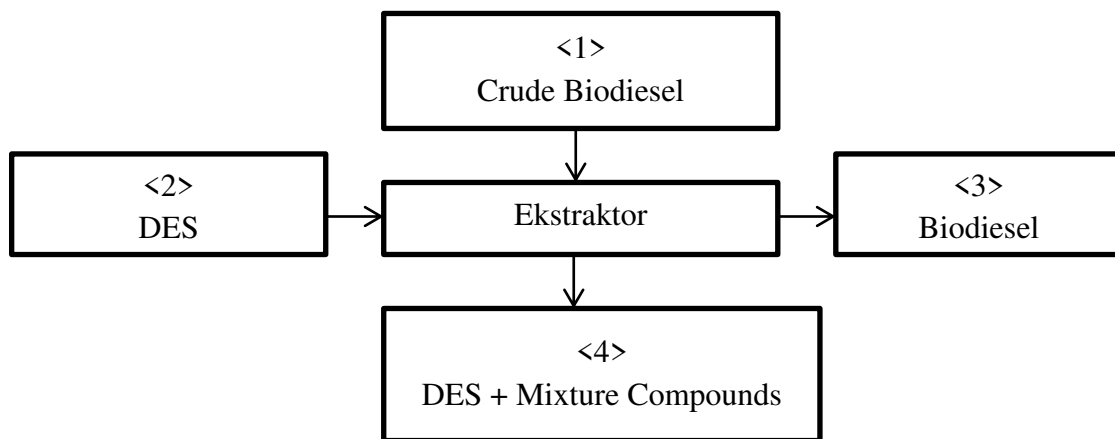 <1>
Crude Biodiesel
<2>
DES
Ekstraktor
<3>
Biodiesel
<4>
DES + Mixture Compounds